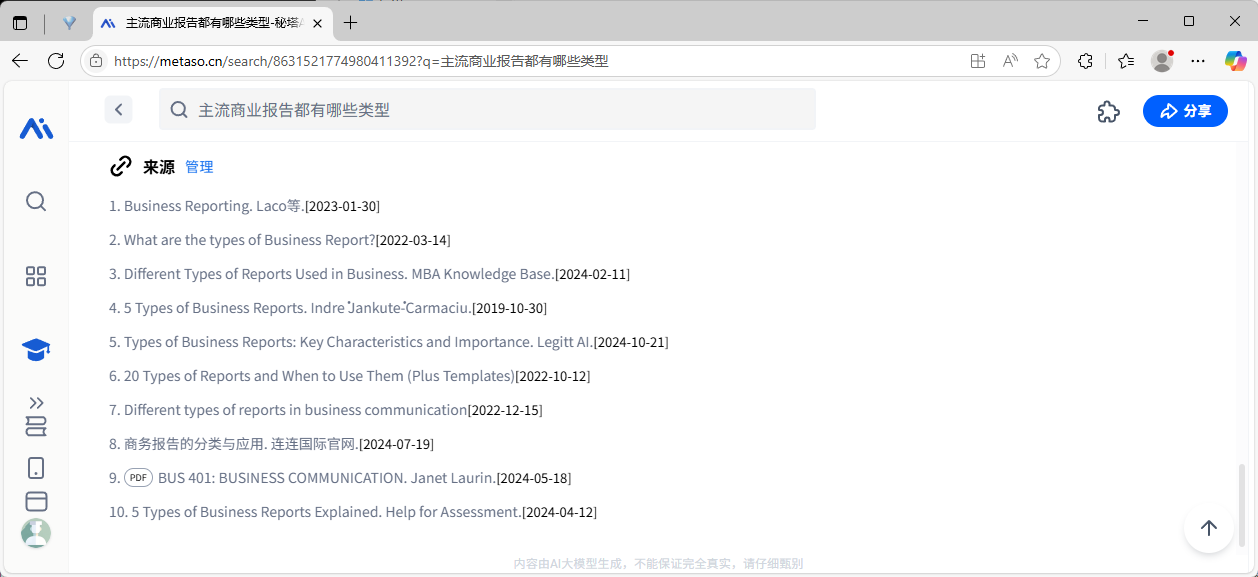 主流商业报告都有哪些类型-秘塔A
https://metaso.cn/search/8631521774980411392?q=主流商业报告都有哪些类型
主流商业报告都有哪些类型
分享
来源 管理
1. Business Reporting. Laco等.[2023-01-30]
2. What are the types of Business Report?[2022-03-14]
3. Different Types of Reports Used in Business. MBA Knowledge Base.[2024-02-11]
4. 5 Types of Business Reports. Indre ̇Jankute-̇Carmaciu.[2019-10-30]
5. Types of Business Reports: Key Characteristics and Importance. Legitt AI.[2024-10-21]
6. 20 Types of Reports and When to Use Them (Plus Templates)[2022-10-12]
7. Different types of reports in business communication[2022-12-15]
8. 商务报告的分类与应用. 连连国际官网.[2024-07-19]
9. PDF BUS 401: BUSINESS COMMUNICATION. Janet Laurin.[2024-05-18]
10. 5 Types of Business Reports Explained. Help for Assessment.[2024-04-12]
内容由AI大模型生成，不能保证完全真实，请仔细甄别